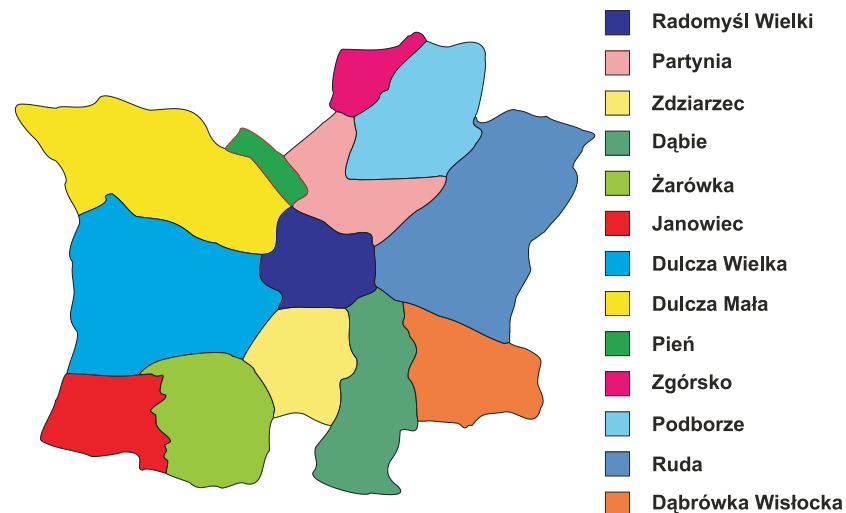 Radomyśl Wielki
Partynia
Zdziarzec
Dąbie
Żarówka
Janowiec
Dulcza Wielka
Dulcza Mała
Pień
Zgórsko
Podborze
Ruda
Dąbrówka Wisłocka